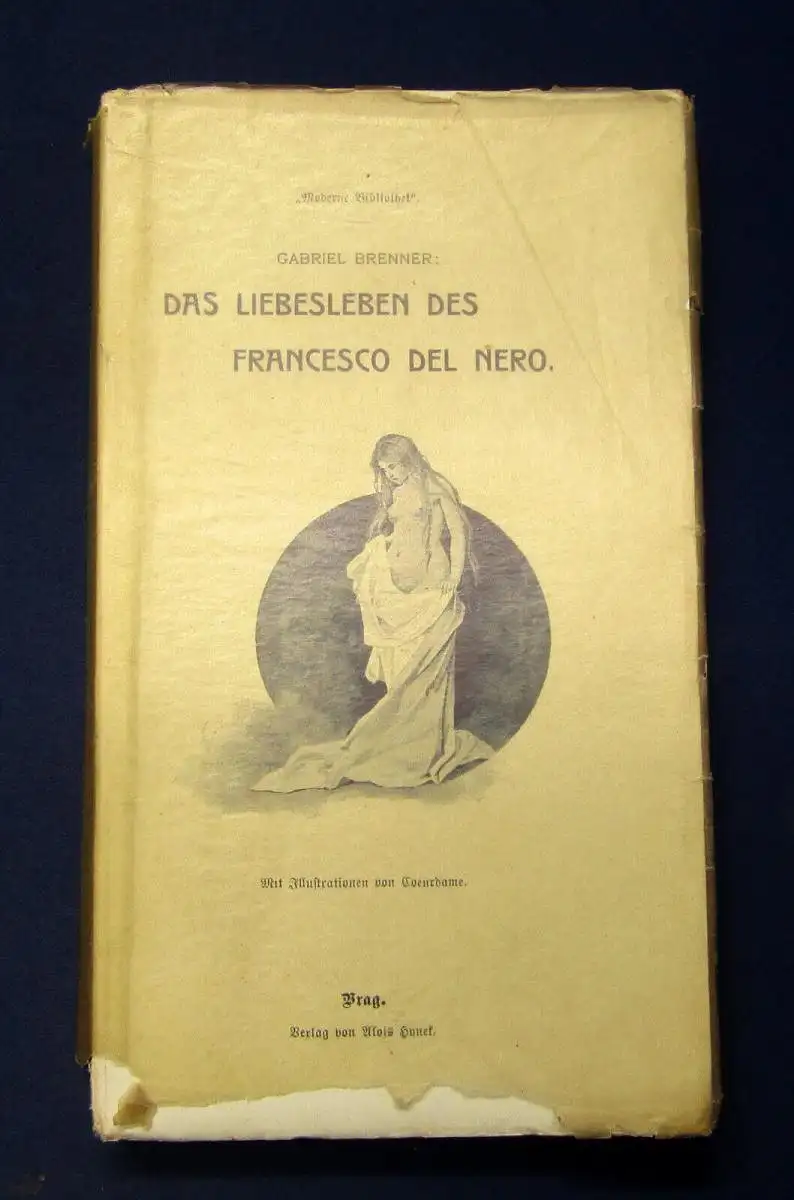 „Moderne Bibliothek“.
GABRIEL BRENNER:
DAS LIEBESLEBEN DES
FRANCESCO DEL NERO.
Mit Illustrationen von Coeurdame.
Prag.
Verlag von Alois Hynek.